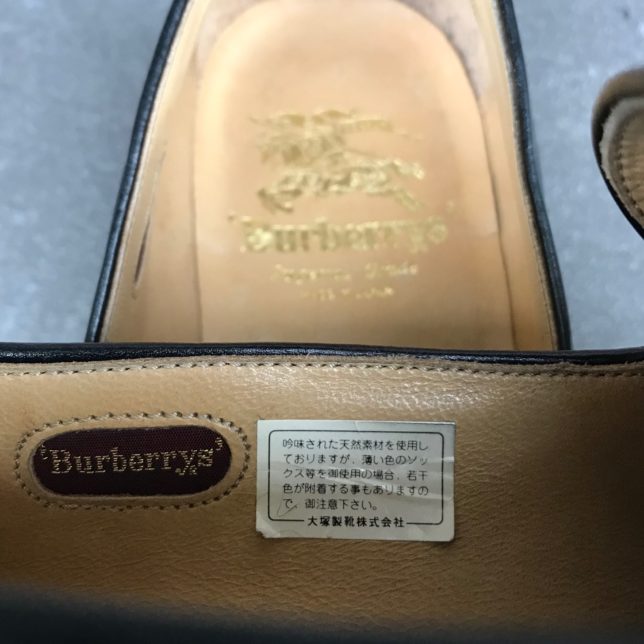 'Burberrys'
'Burberrys'
吟味された天然素材を使用し
ておりますが、薄い色のソッ
クス等を御使用の場合、若干
色が附着する事もありますの
で、御注意下さい。
大塚製靴株式会社